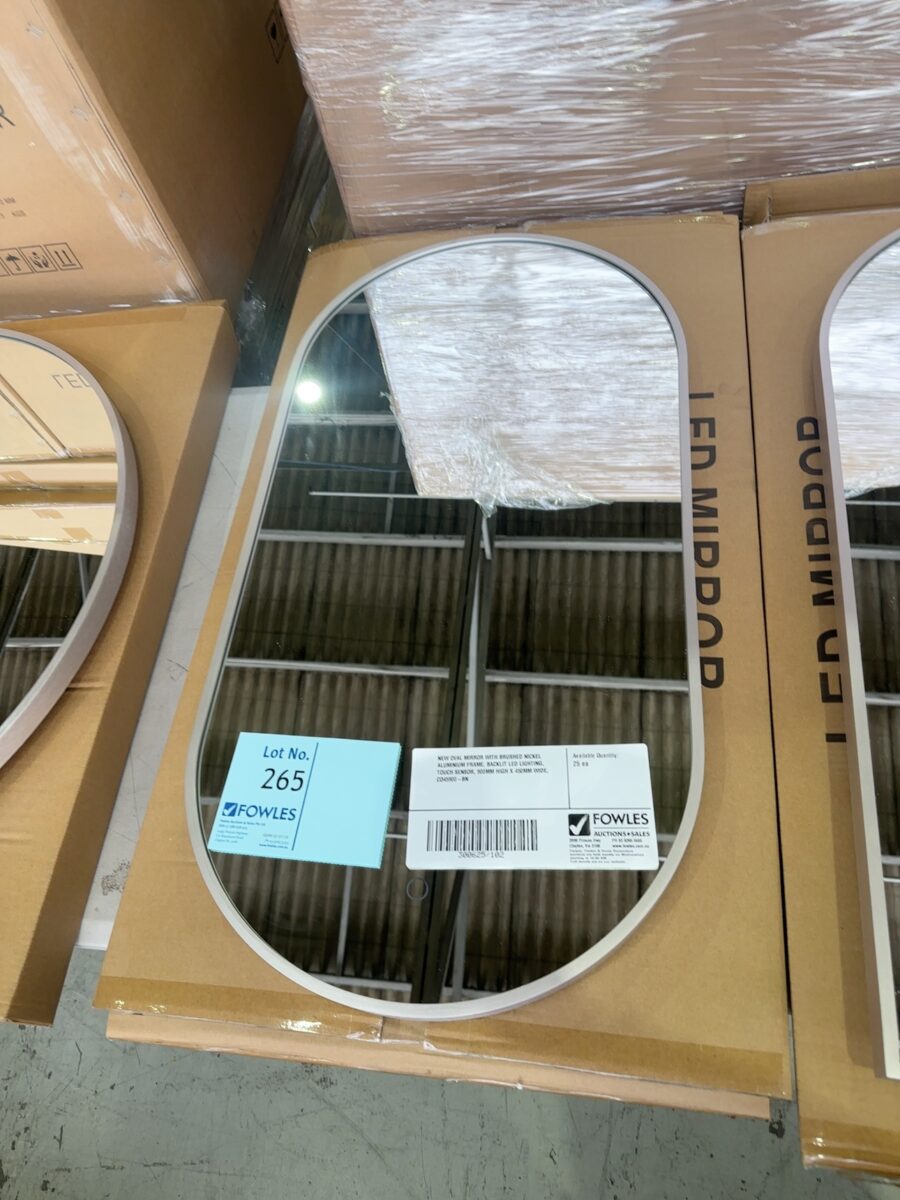 R
LED
LED MIRROR
LED MIRROR
Lot No.
265
FOWLES
NEW OVAL MIRROR WITH BRUSHED NICKEL
ALUMINIUM FRAME, BACKLIT LED LIGHTING,
TOUCH SENSOR, 900MM HIGH X 450MM WIDE,
Available Quantity:
25 ea
300625-102
FOWLES
AUCTIONS+SALES